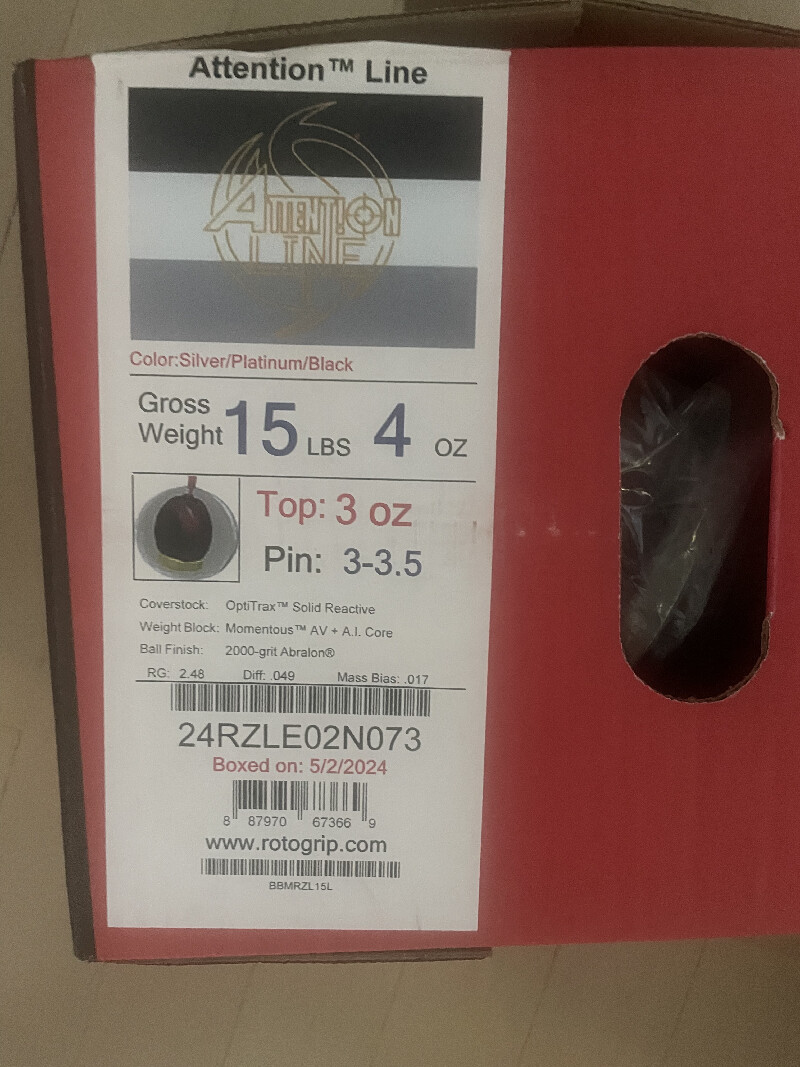 Attention™ Line
ATTENTION
LINE
Color:Silver/Platinum/Black
Gross Weight 15 LBS 4 OZ
Top: 3 oz
Pin: 3-3.5
Coverstock: OptiTrax™ Solid Reactive
Weight Block: Momentous™ AV + A.I. Core
Ball Finish: 2000-grit Abralon®
RG: 2.48 Diff: .049 Mass Bias: .017
24RZLE02N073
Boxed on: 5/2/2024
8 87970 67366 9
www.rotogrip.com
BBMRZL15L